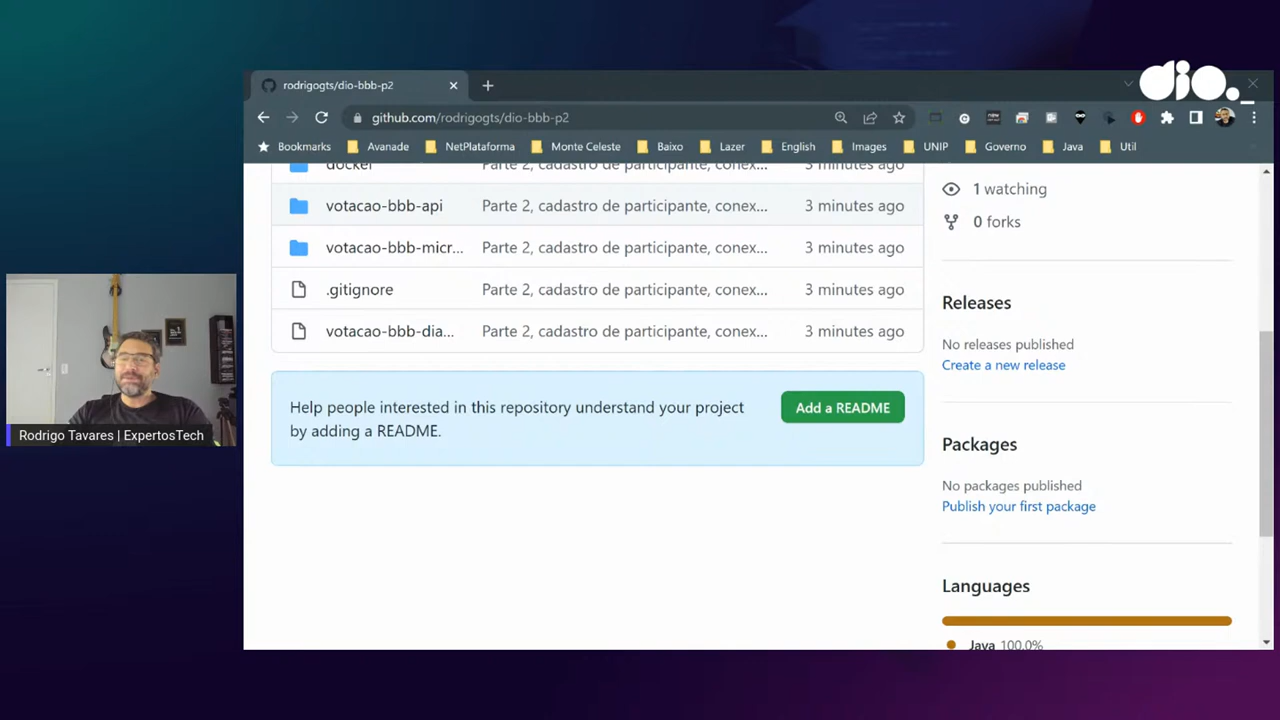 dio._
rodrigogts/dio-bbb-p2
github.com/rodrigogts/dio-bbb-p2
Bookmarks Avanade NetPlataforma Monte Celeste Baixo Lazer English Images UNIP Governo Java Util
docker 3 minutes ago
votacao-bbb-api Parte 2, cadastro de participante, conex... 3 minutes ago
votacao-bbb-micr... Parte 2, cadastro de participante, conex... 3 minutes ago
.gitignore Parte 2, cadastro de participante, conex... 3 minutes ago
votacao-bbb-dia... Parte 2, cadastro de participante, conex... 3 minutes ago
Help people interested in this repository understand your project
by adding a README.
Add a README
1 watching
0 forks
Releases
No releases published
Create a new release
Packages
No packages published
Publish your first package
Languages
Java 100.0%
Rodrigo Tavares | ExpertosTech